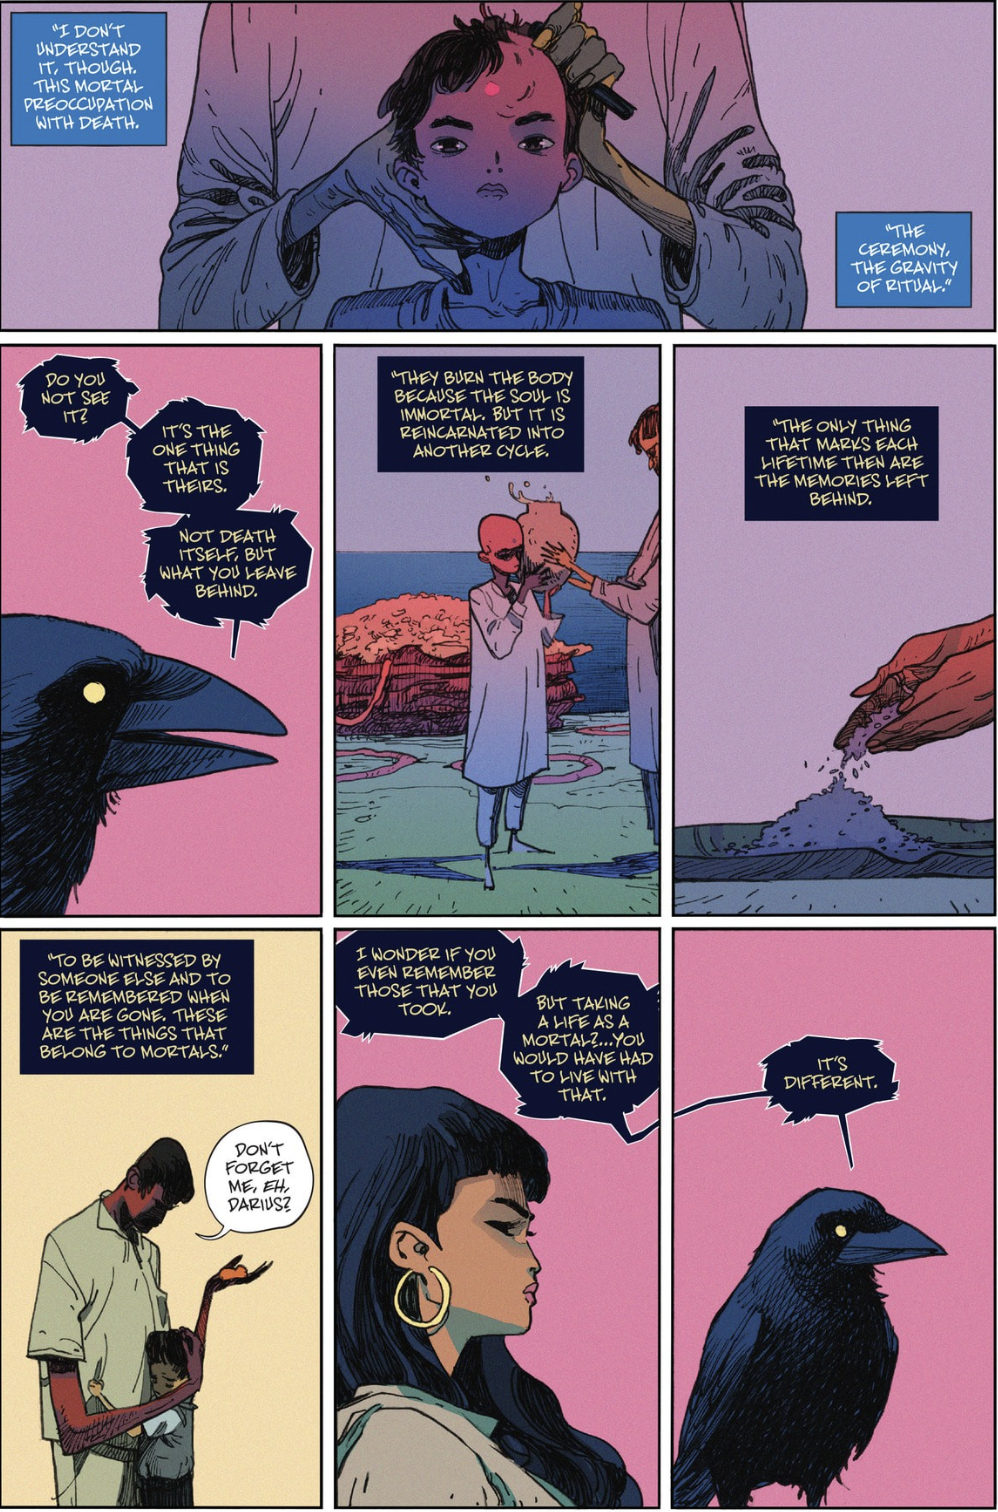 "I DON'T
UNDERSTAND
IT, THOUGH.
THIS MORTAL
PREOCCUPATION
WITH DEATH.
"THE
CEREMONY,
THE GRAVITY
OF RITUAL."
DO YOU
NOT SEE
IT?
IT'S THE
ONE THING
THAT IS
THEIRS.
NOT DEATH
ITSELF, BUT
WHAT YOU LEAVE
BEHIND.
"THEY BURN THE BODY
BECAUSE THE SOUL IS
IMMORTAL. BUT IT IS
REINCARNATED INTO
ANOTHER CYCLE.
"THE ONLY THING
THAT MARKS EACH
LIFETIME THEN ARE
THE MEMORIES LEFT
BEHIND.
"TO BE WITNESSED BY
SOMEONE ELSE AND TO
BE REMEMBERED WHEN
YOU ARE GONE. THESE
ARE THE THINGS THAT
BELONG TO MORTALS."
DON'T
FORGET
ME, EH,
DARIUS?
I WONDER IF YOU
EVEN REMEMBER
THOSE THAT YOU
TOOK.
BUT TAKING
A LIFE AS A
MORTAL?...YOU
WOULD HAVE HAD
TO LIVE WITH
THAT.
IT'S
DIFFERENT.